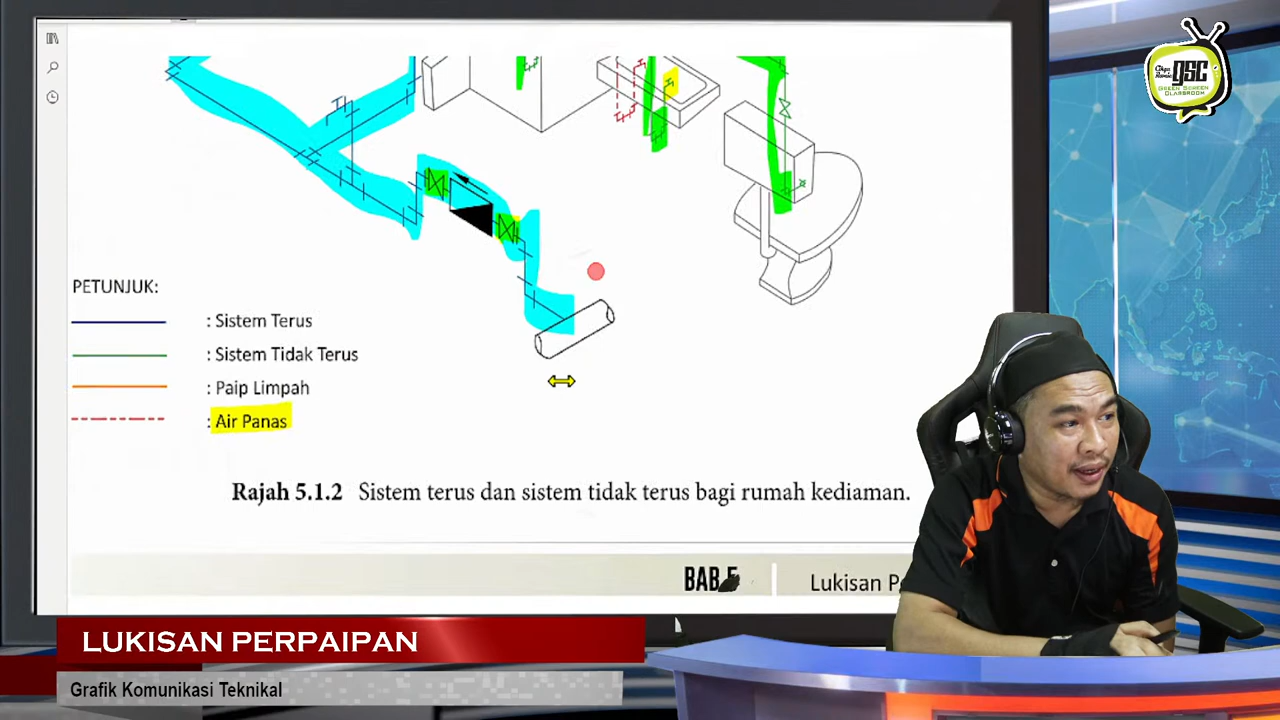 GSC
GREEN SCREEN
CLASSROOM
PETUNJUK:
: Sistem Terus
: Sistem Tidak Terus
: Paip Limpah
: Air Panas
Rajah 5.1.2 Sistem terus dan sistem tidak terus bagi rumah kediaman.
BAB 5
Lukisan
LUKISAN PERPAIPAN
Grafik Komunikasi Teknikal